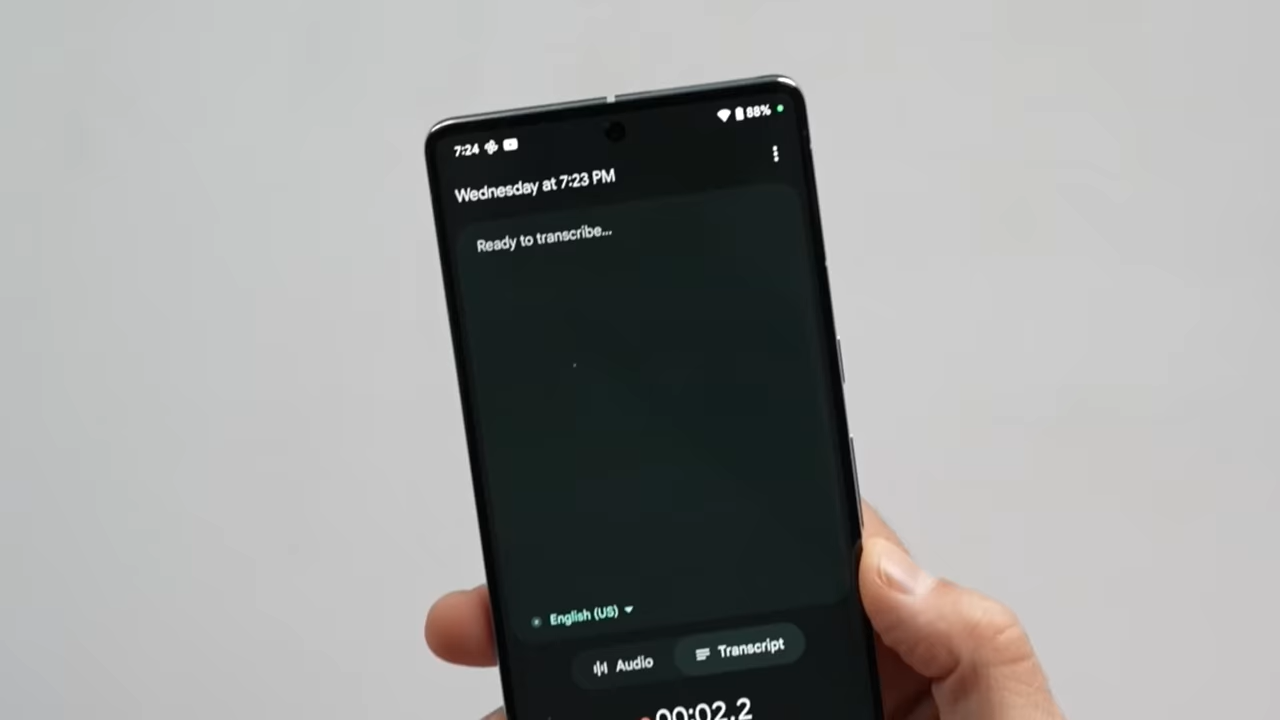 7:24 88%
Wednesday at 7:23 PM
Ready to transcribe...
English (US)
Audio Transcript
00:02.2